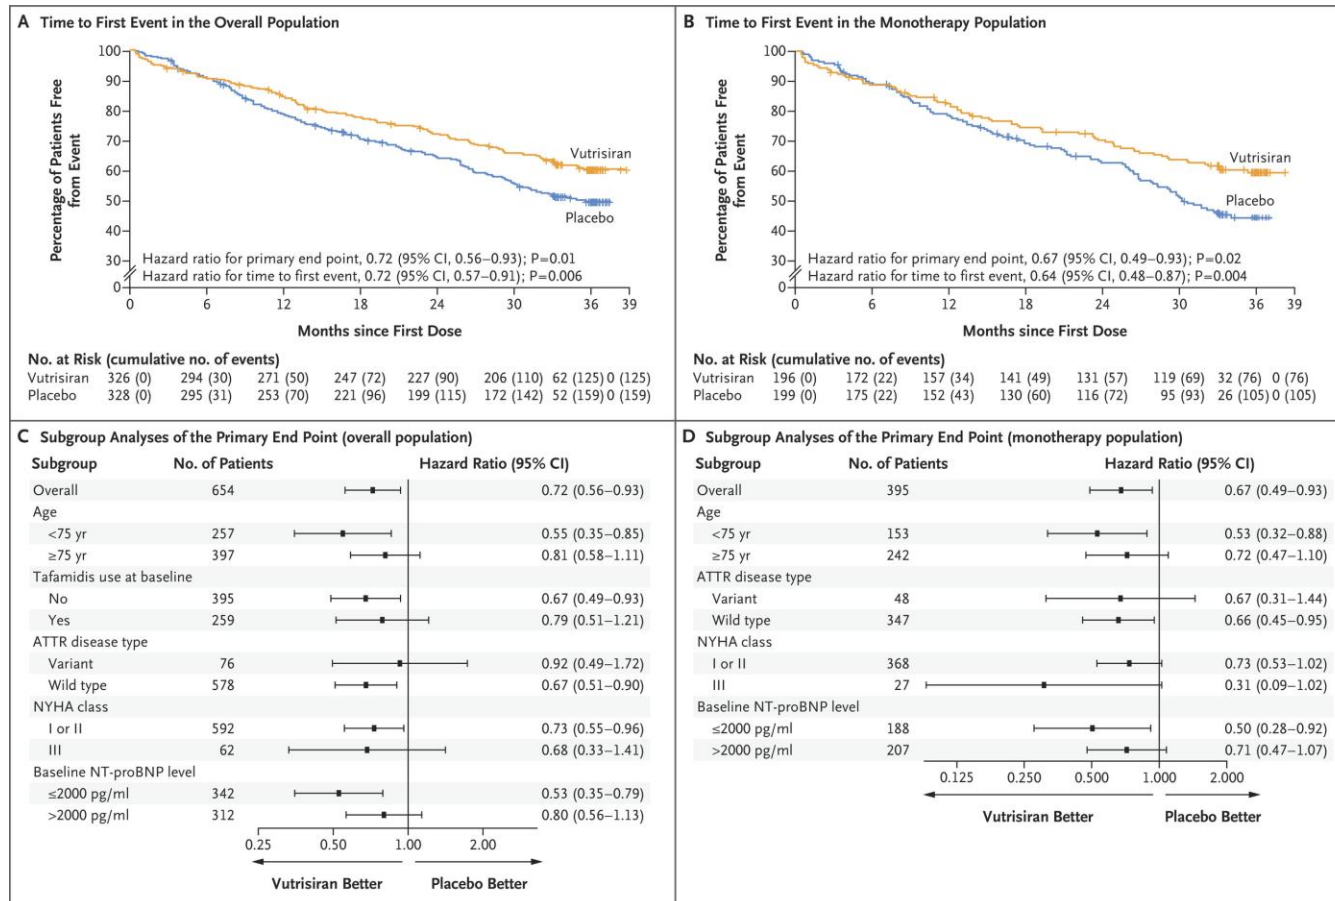 A Time to First Event in the Overall Population
Percentage of Patients Free from Event
100
90
80
70
60
50
40
30
0
Vutrisiran
Placebo
Hazard ratio for primary end point, 0.72 (95% CI, 0.56–0.93); P=0.01
Hazard ratio for time to first event, 0.72 (95% CI, 0.57–0.91); P=0.006
0 6 12 18 24 30 36 39
Months since First Dose
No. at Risk (cumulative no. of events)
Vutrisiran 326 (0) 294 (30) 271 (50) 247 (72) 227 (90) 206 (110) 62 (125) 0 (125)
Placebo 328 (0) 295 (31) 253 (70) 221 (96) 199 (115) 172 (142) 52 (159) 0 (159)
B Time to First Event in the Monotherapy Population
Percentage of Patients Free from Event
100
90
80
70
60
50
40
30
0
Vutrisiran
Placebo
Hazard ratio for primary end point, 0.67 (95% CI, 0.49–0.93); P=0.02
Hazard ratio for time to first event, 0.64 (95% CI, 0.48–0.87); P=0.004
0 6 12 18 24 30 36 39
Months since First Dose
No. at Risk (cumulative no. of events)
Vutrisiran 196 (0) 172 (22) 157 (34) 141 (49) 131 (57) 119 (69) 32 (76) 0 (76)
Placebo 199 (0) 175 (22) 152 (43) 130 (60) 116 (72) 95 (93) 26 (105) 0 (105)
C Subgroup Analyses of the Primary End Point (overall population)
Subgroup No. of Patients Hazard Ratio (95% CI)
Overall 654 0.72 (0.56–0.93)
Age
<75 yr 257 0.55 (0.35–0.85)
≥75 yr 397 0.81 (0.58–1.11)
Tafamidis use at baseline
No 395 0.67 (0.49–0.93)
Yes 259 0.79 (0.51–1.21)
ATTR disease type
Variant 76 0.92 (0.49–1.72)
Wild type 578 0.67 (0.51–0.90)
NYHA class
I or II 592 0.73 (0.55–0.96)
III 62 0.68 (0.33–1.41)
Baseline NT-proBNP level
≤2000 pg/ml 342 0.53 (0.35–0.79)
>2000 pg/ml 312 0.80 (0.56–1.13)
0.25 0.50 1.00 2.00
Vutrisiran Better Placebo Better
D Subgroup Analyses of the Primary End Point (monotherapy population)
Subgroup No. of Patients Hazard Ratio (95% CI)
Overall 395 0.67 (0.49–0.93)
Age
<75 yr 153 0.53 (0.32–0.88)
≥75 yr 242 0.72 (0.47–1.10)
ATTR disease type
Variant 48 0.67 (0.31–1.44)
Wild type 347 0.66 (0.45–0.95)
NYHA class
I or II 368 0.73 (0.53–1.02)
III 27 0.31 (0.09–1.02)
Baseline NT-proBNP level
≤2000 pg/ml 188 0.50 (0.28–0.92)
>2000 pg/ml 207 0.71 (0.47–1.07)
0.125 0.250 0.500 1.000 2.000
Vutrisiran Better Placebo Better